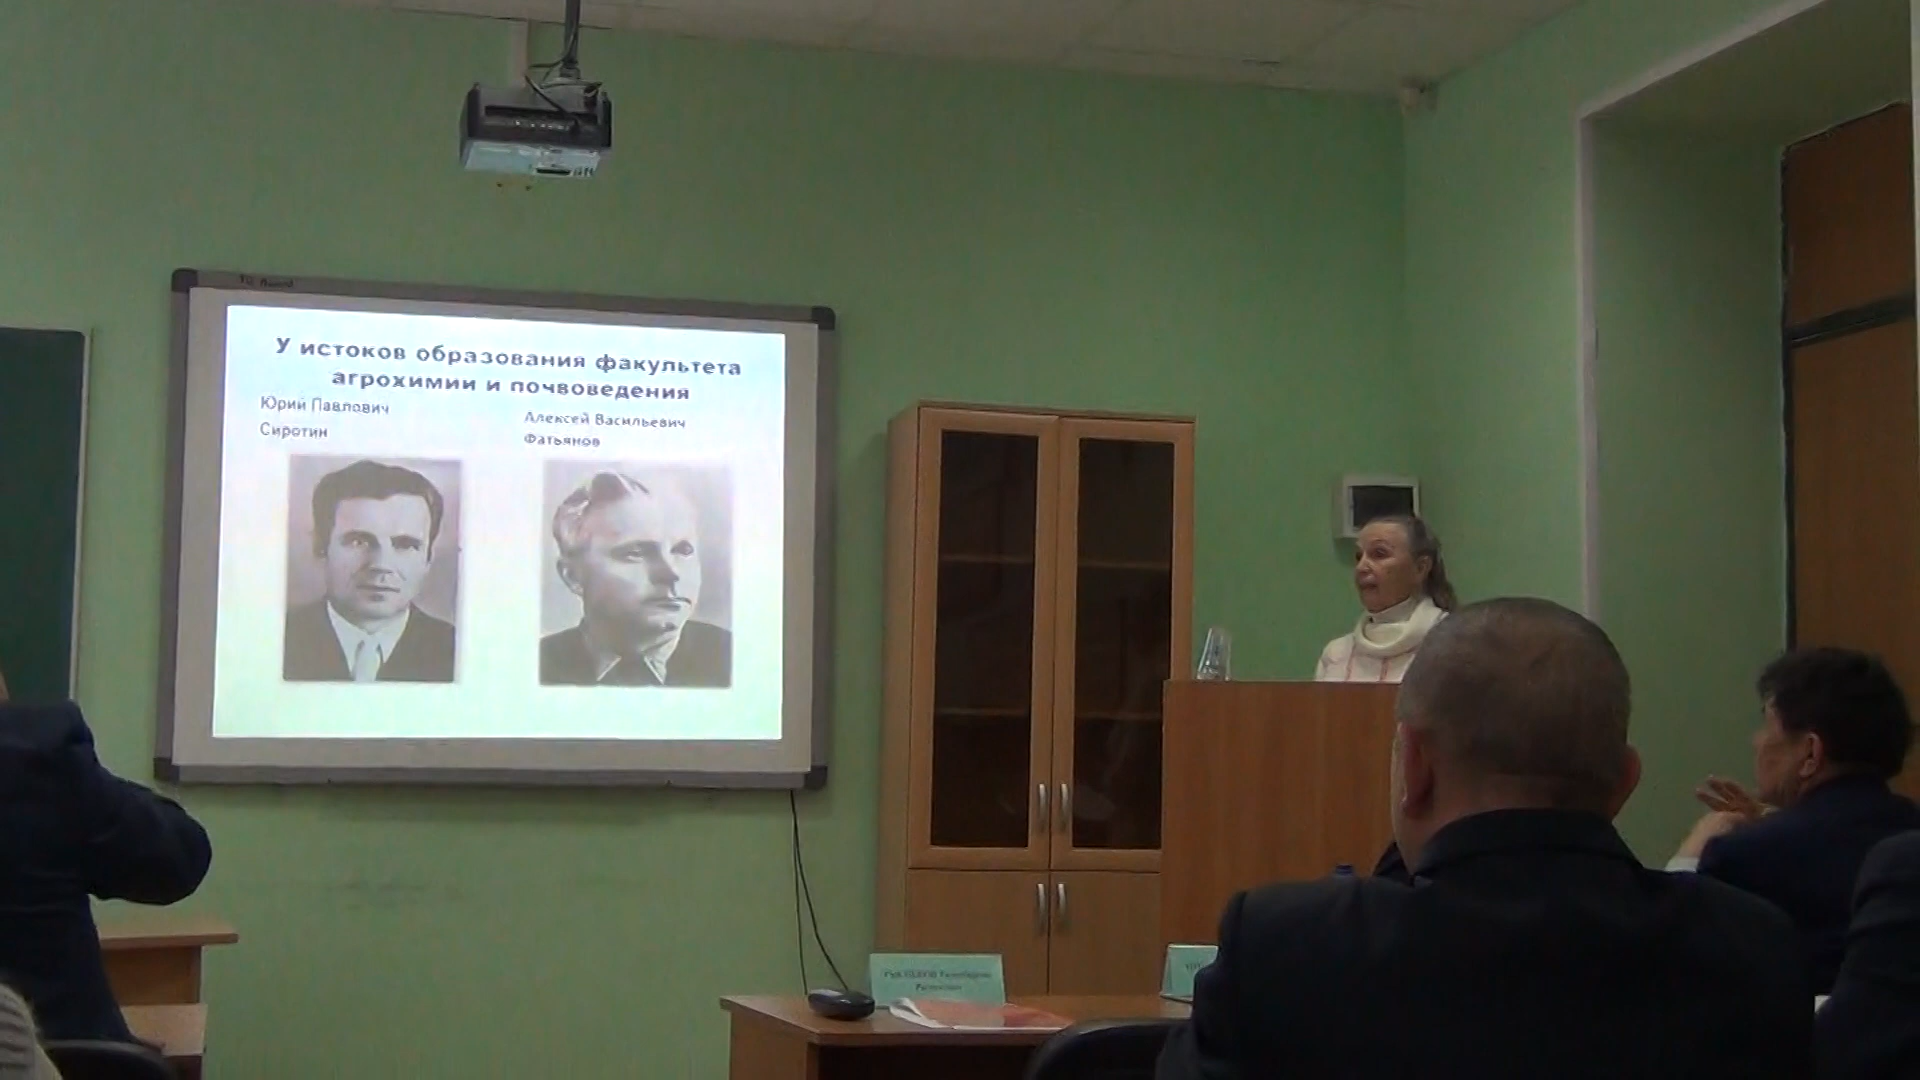 У истоков образования факультета
агрохимии и почвоведения
Юрий Павлович
Сиротин
Алексей Васильевич
Фатьянов